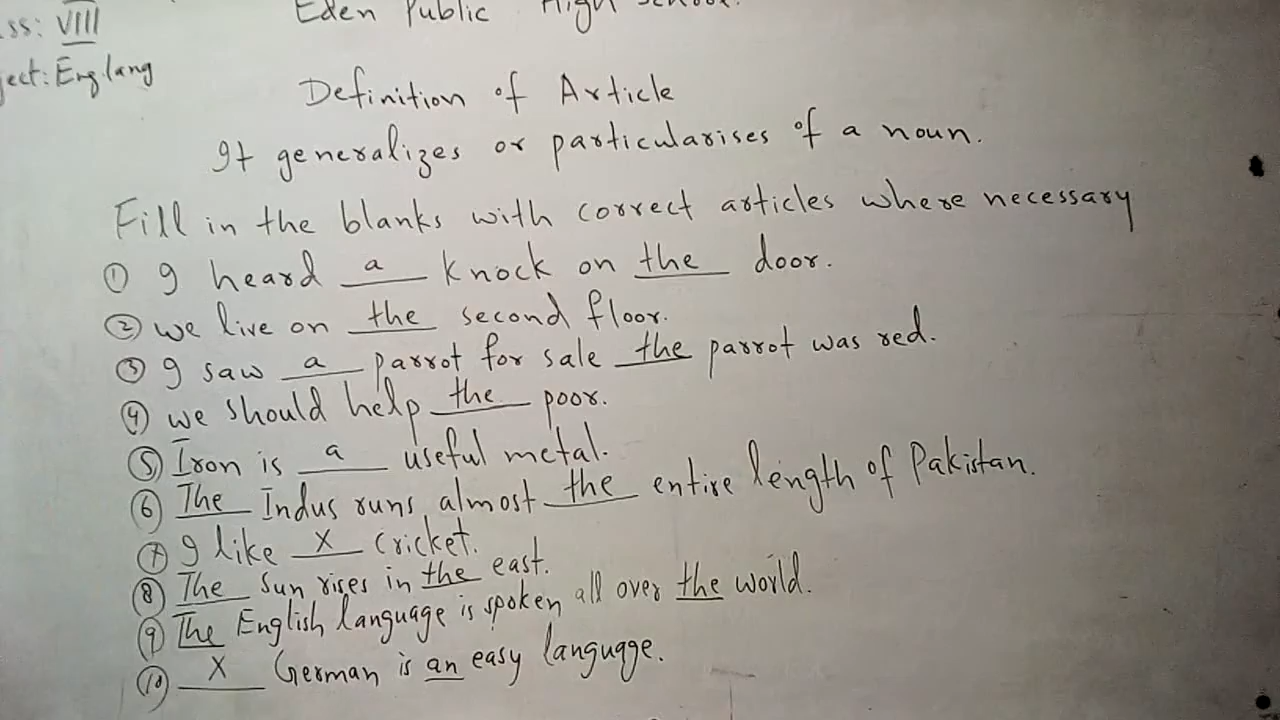 ss: VIII
Eden Public High School.
ject: Eng lang
Definition of Article
It generalizes or particularises of a noun.
Fill in the blanks with correct articles where necessary
① I heard a knock on the door.
② we live on the second floor.
③ I saw a parrot for sale the parrot was red.
④ we should help the poor.
⑤ Iron is a useful metal.
⑥ The Indus runs almost the entire length of Pakistan.
⑦ I like X cricket.
⑧ The sun rises in the east.
⑨ The English language is spoken all over the world.
⑩ X German is an easy language.